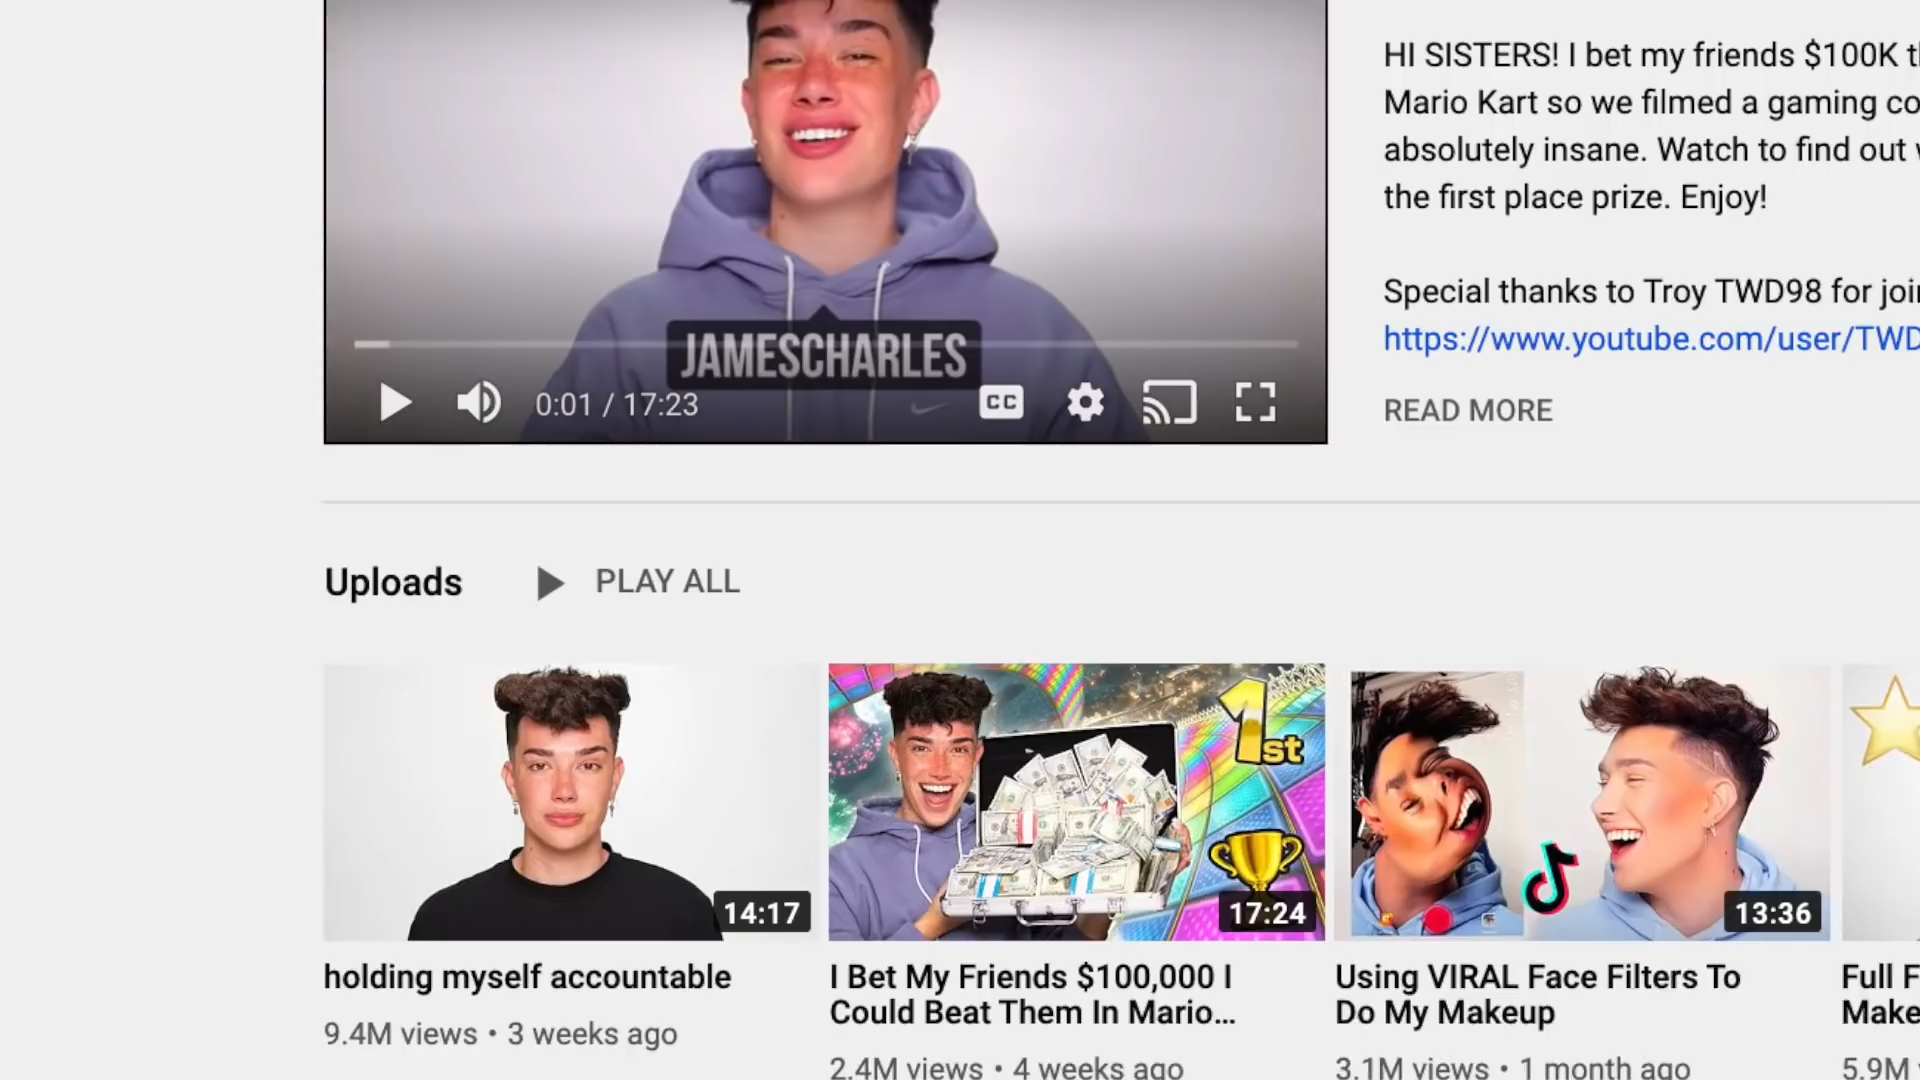 HI SISTERS! I bet my friends $100K
Mario Kart so we filmed a gaming
absolutely insane. Watch to find out
the first place prize. Enjoy!
Special thanks to Troy TWD98 for
https://www.youtube.com/user/TWD
JAMESCHARLES
0:01 / 17:23
CC
READ MORE
Uploads
PLAY ALL
1st
14:17
17:24
13:36
holding myself accountable
9.4M views • 3 weeks ago
I Bet My Friends $100,000 I
Could Beat Them In Mario...
2.4M views • 4 weeks ago
Using VIRAL Face Filters To
Do My Makeup
3.1M views • 1 month ago
Full
5.9M